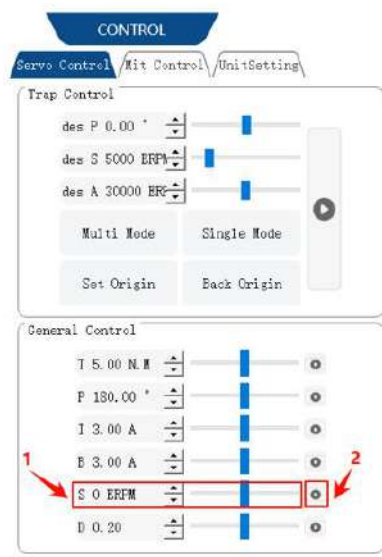 CONTROL
Servo Control Mit Control UnitSetting
Trap Control
des P 0.00 °
des S 5000 ERPM
des A 30000 ERP
Multi Mode Single Mode
Set Origin Back Origin
General Control
T 5.00 N.M
P 180.00 °
I 3.00 A
1 B 3.00 A 2
S 0 ERPM
D 0.20